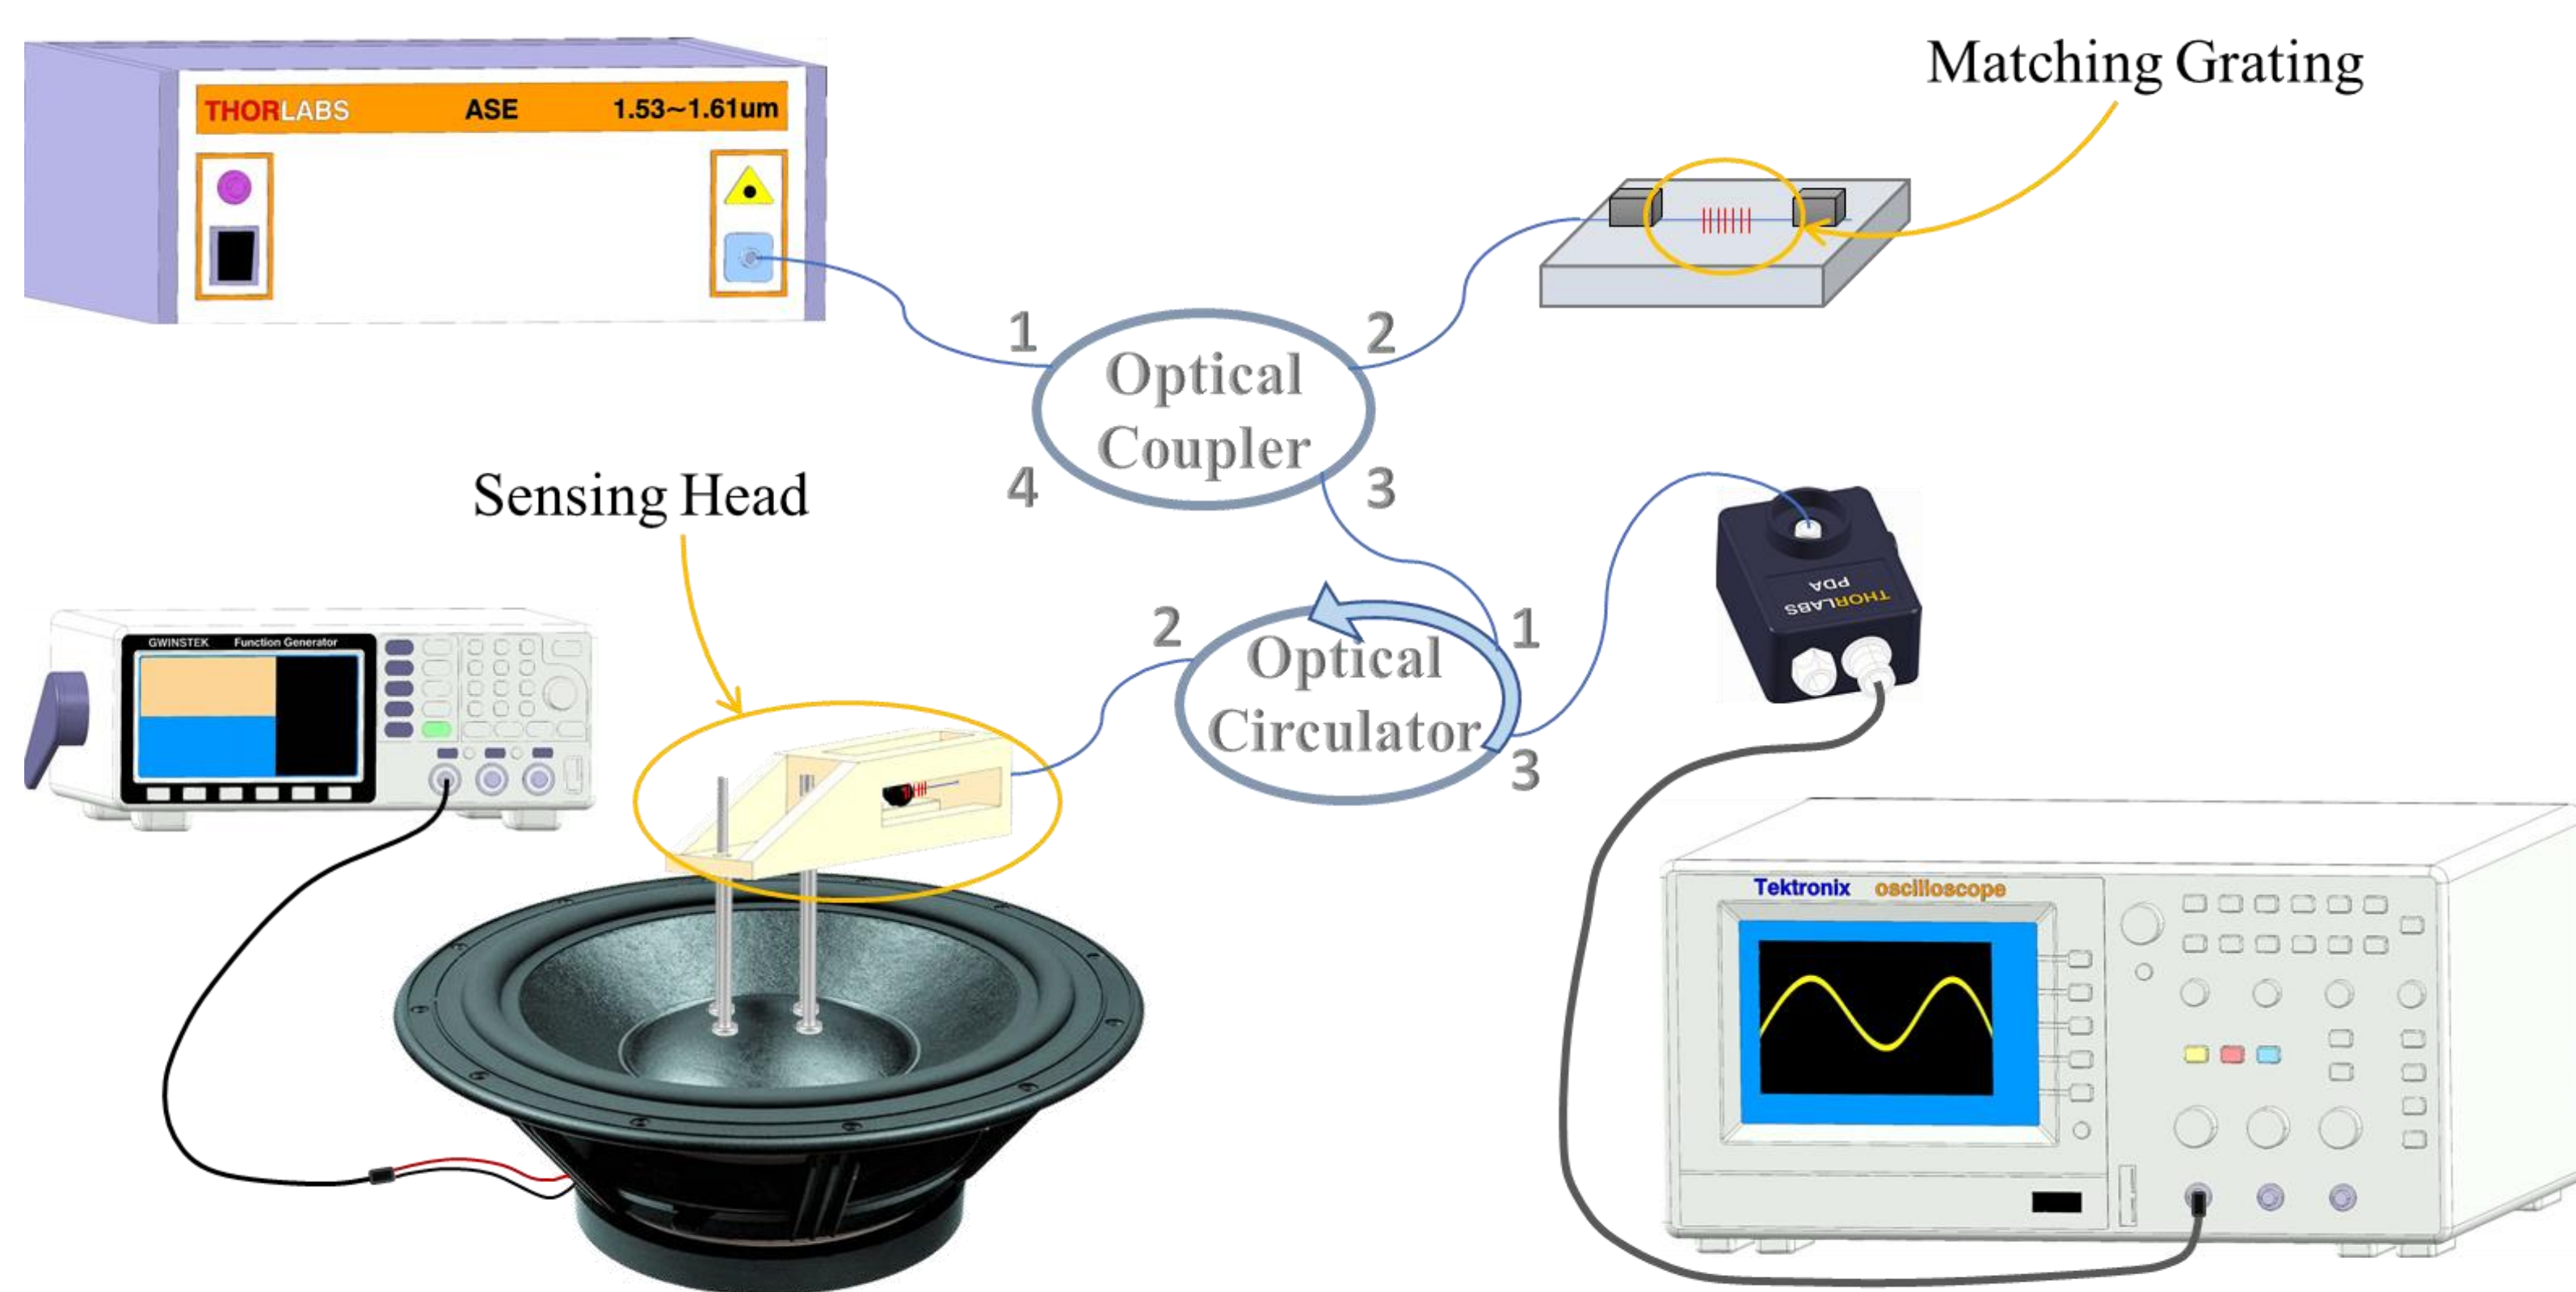 Matching Grating
THORLABS ASE 1.53~1.61um
1 2
Optical
Coupler
4 3
Sensing Head
THORLABS
PDA
2 1
Optical
Circulator
3
GWINSTEK Function Generator
Tektronix oscilloscope